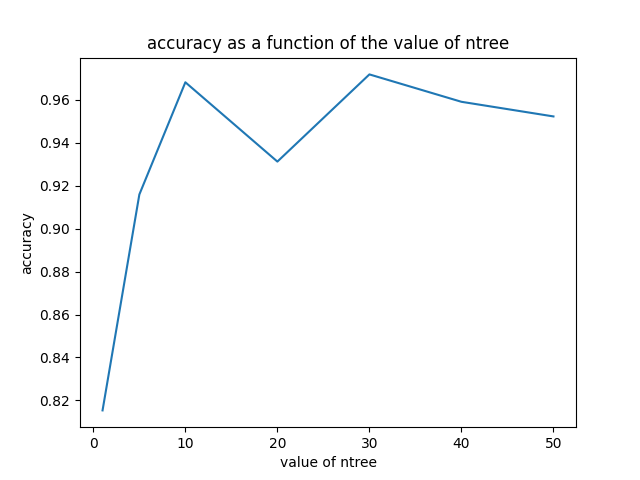 accuracy as a function of the value of ntree
0.96
0.94
0.92
0.90
0.88
0.86
0.84
0.82
accuracy
0 10 20 30 40 50
value of ntree